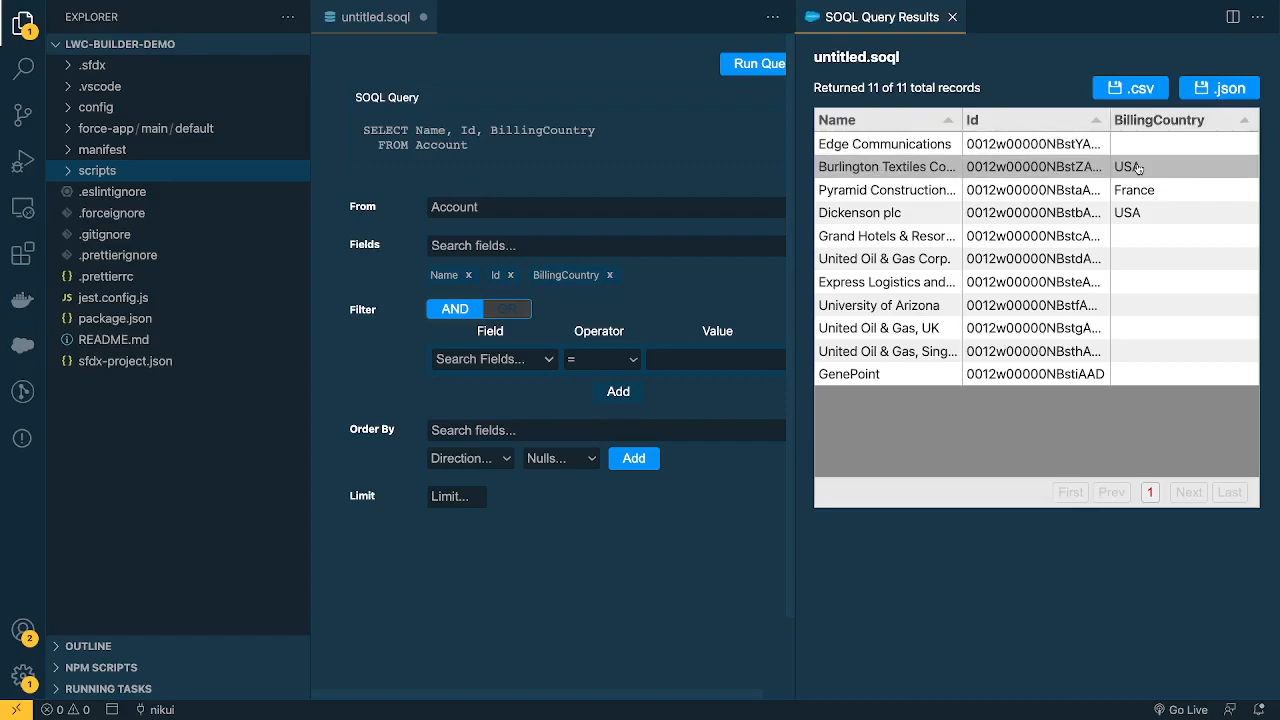 EXPLORER
LWC-BUILDER-DEMO
.sfdx
.vscode
config
force-app / main / default
manifest
scripts
.eslintignore
.forceignore
.gitignore
.prettierignore
.prettierrc
jest.config.js
package.json
README.md
sfdx-project.json
OUTLINE
NPM SCRIPTS
RUNNING TASKS
1
2
1
untitled.soql
Run Que
SOQL Query
SELECT Name, Id, BillingCountry
FROM Account
From Account
Fields Search fields...
Name x Id x BillingCountry x
Filter AND OR
Field Operator Value
Search Fields... =
Add
Order By Search fields...
Direction... Nulls... Add
Limit Limit...
SOQL Query Results
untitled.soql
Returned 11 of 11 total records .csv .json
Name Id BillingCountry
Edge Communications 0012w00000NBstYA...
Burlington Textiles Co... 0012w00000NBstZA... USA
Pyramid Construction... 0012w00000NBstaA... France
Dickenson plc 0012w00000NBstbA... USA
Grand Hotels & Resor... 0012w00000NBstcA...
United Oil & Gas Corp. 0012w00000NBstdA...
Express Logistics and... 0012w00000NBsteA...
University of Arizona 0012w00000NBstfA...
United Oil & Gas, UK 0012w00000NBstgA...
United Oil & Gas, Sing... 0012w00000NBsthA...
GenePoint 0012w00000NBstiAAD
First Prev 1 Next Last
0 0 nikui Go Live